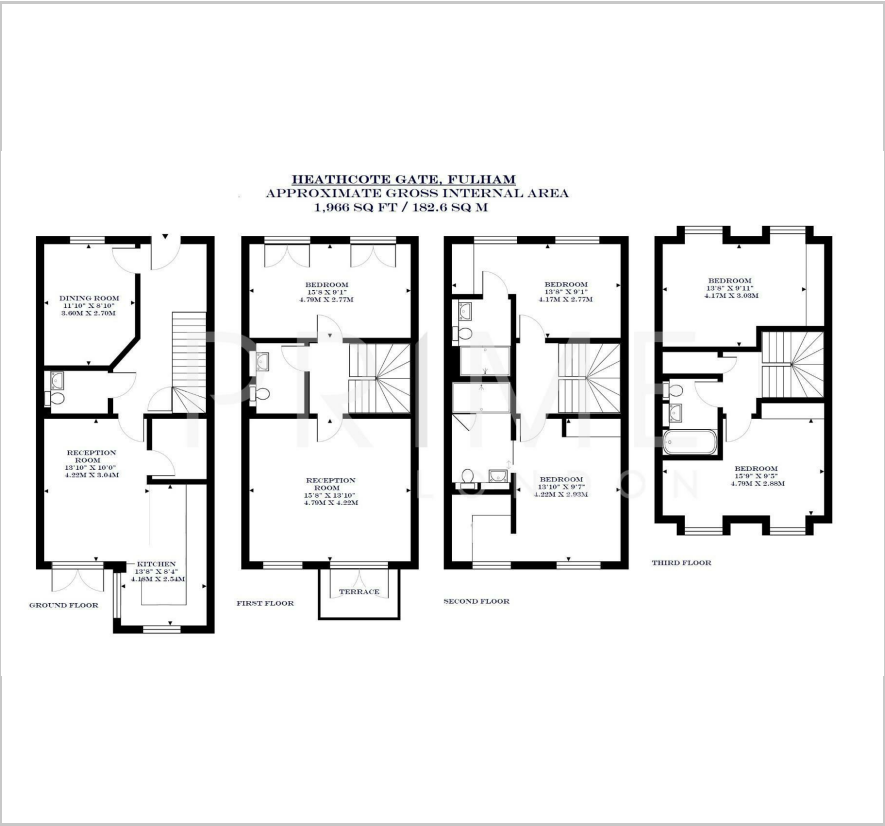 HEATHCOTE GATE, FULHAM
APPROXIMATE GROSS INTERNAL AREA
1,966 SQ FT / 182.6 SQ M
DINING ROOM
11'10" X 8'10"
3.60M X 2.70M
RECEPTION
ROOM
13'10" X 10'0"
4.22M X 3.04M
KITCHEN
13'8" X 8'4"
4.18M X 2.54M
GROUND FLOOR
BEDROOM
15'8 X 9'1"
4.79M X 2.77M
RECEPTION
ROOM
15'8" X 13'10"
4.79M X 4.22M
TERRACE
FIRST FLOOR
BEDROOM
13'8" X 9'1"
4.17M X 2.77M
BEDROOM
13'10" X 9'7"
4.22M X 2.93M
SECOND FLOOR
BEDROOM
13'8" X 9'11"
4.17M X 3.03M
BEDROOM
15'9" X 9'5"
4.79M X 2.88M
THIRD FLOOR
PRIME
LONDON